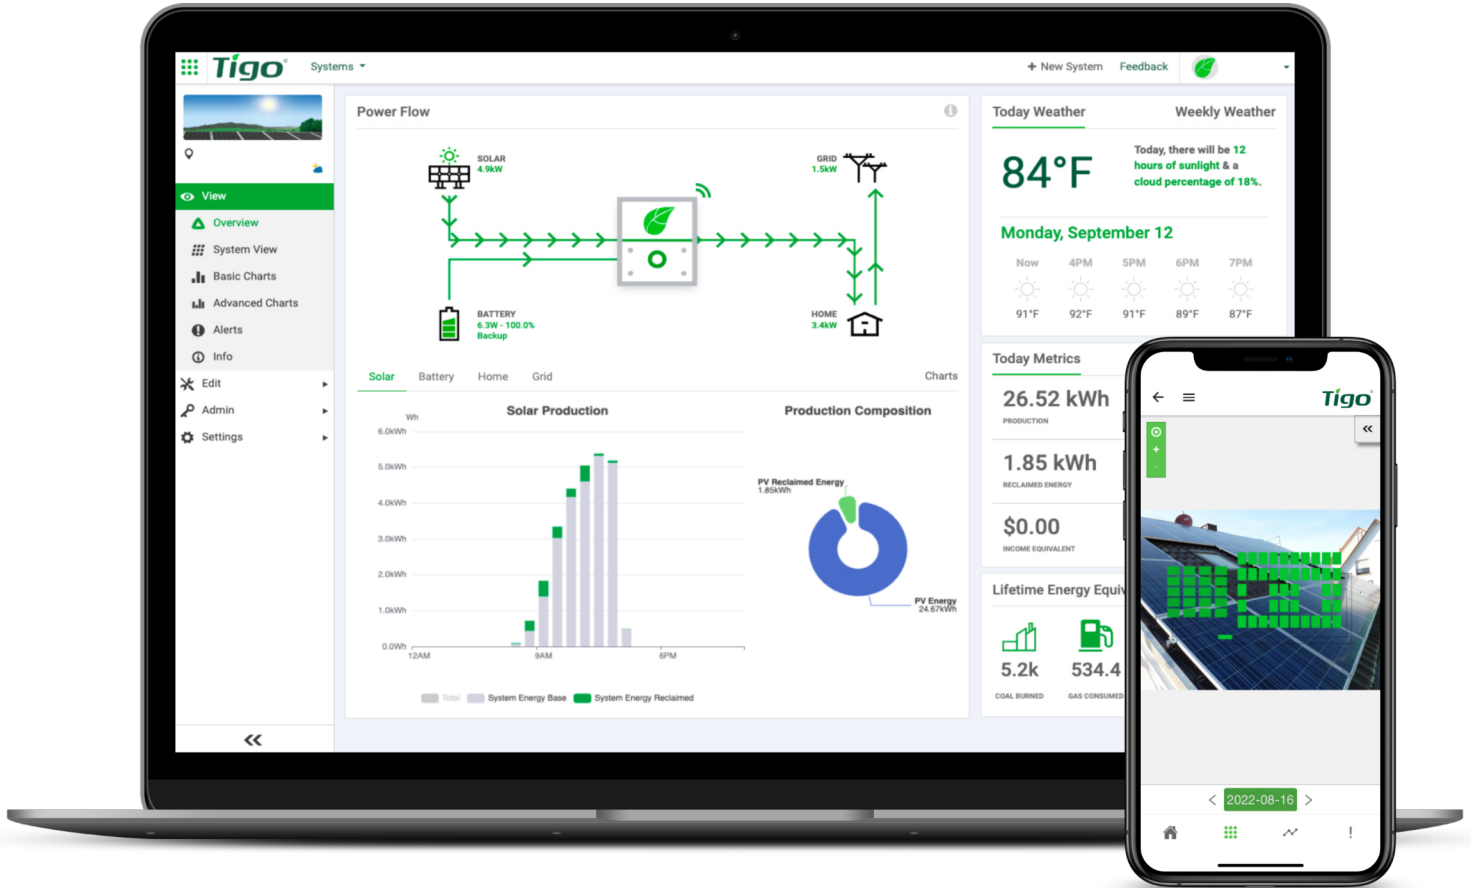 Tigo
Systems
+ New System
Feedback
View
Overview
System View
Basic Charts
Advanced Charts
Alerts
Info
Edit
Admin
Settings
Power Flow
SOLAR
4.9kW
GRID
1.5kW
BATTERY
6.3W - 100.0%
Backup
HOME
3.4kW
Solar
Battery
Home
Grid
Charts
Solar Production
Wh
6.0kWh
5.0kWh
4.0kWh
3.0kWh
2.0kWh
1.0kWh
0.0Wh
12AM
9AM
6PM
Total
System Energy Base
System Energy Reclaimed
Production Composition
PV Reclaimed Energy
1.85kWh
PV Energy
24.67kWh
Today Weather
Weekly Weather
84°F
Today, there will be 12
hours of sunlight & a
cloud percentage of 18%.
Monday, September 12
Now 4PM 5PM 6PM 7PM
91°F 92°F 91°F 89°F 87°F
Today Metrics
26.52 kWh
PRODUCTION
1.85 kWh
RECLAIMED ENERGY
$0.00
INCOME EQUIVALENT
Lifetime Energy Equiv
5.2k
COAL BURNED
534.4
GAS CONSUMED
Tigo
2022-08-16